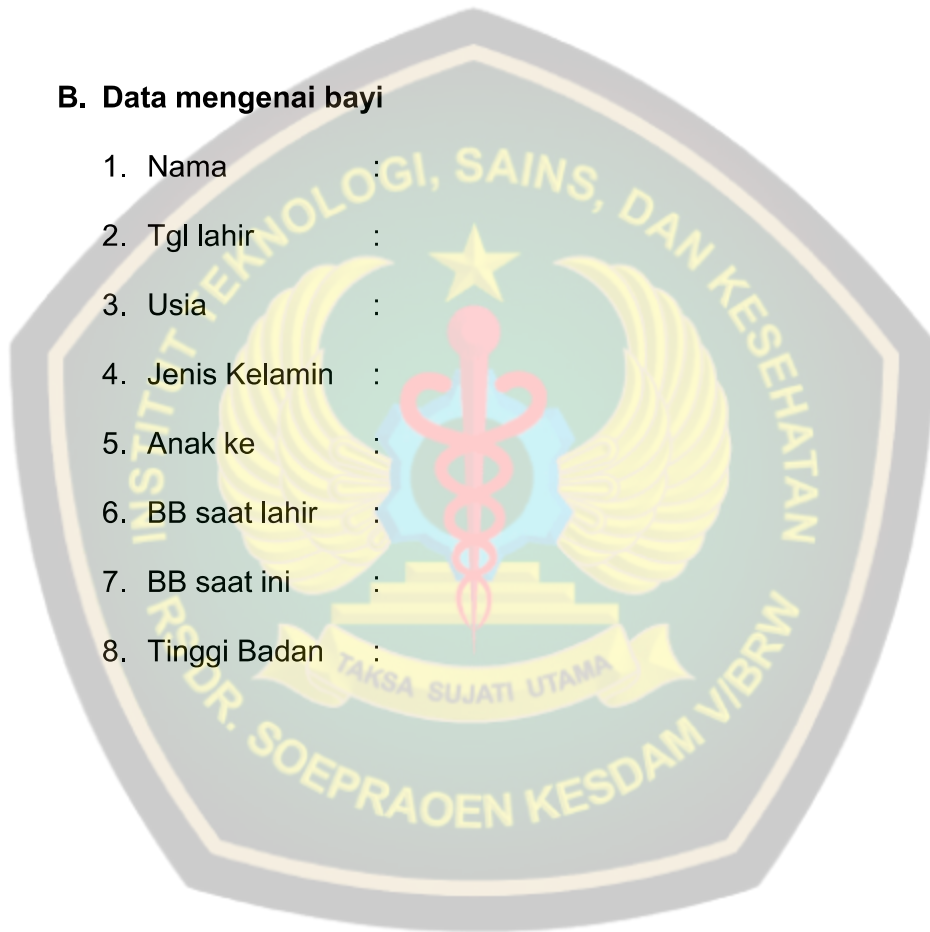 B. Data mengenai bayi
1. Nama :
2. Tgl lahir :
3. Usia :
4. Jenis Kelamin :
5. Anak ke :
6. BB saat lahir :
7. BB saat ini :
8. Tinggi Badan :
INSTITUT TEKNOLOGI, SAINS, DAN KESEHATAN
TAKSA SUJATI UTAMA
RS DR. SOEPRAOEN KESDAM V/BRW